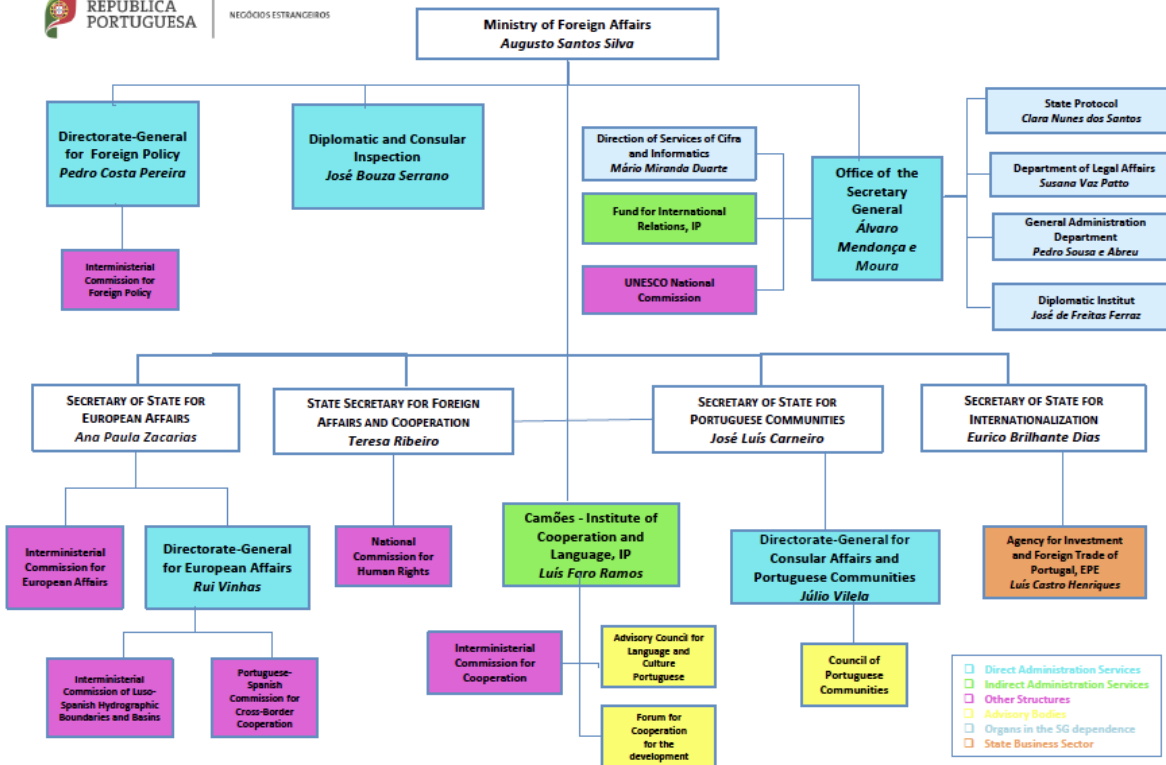 REPÚBLICA
PORTUGUESA
NEGÓCIOS ESTRANGEIROS
Ministry of Foreign Affairs
Augusto Santos Silva
Directorate-General
for Foreign Policy
Pedro Costa Pereira
Diplomatic and Consular
Inspection
José Bouza Serrano
Direction of Services of Cifra
and Informatics
Mário Miranda Duarte
Fund for International
Relations, IP
UNESCO National
Commission
Office of the
Secretary
General
Álvaro
Mendonça e
Moura
State Protocol
Clara Nunes dos Santos
Department of Legal Affairs
Susana Vaz Patto
General Administration
Department
Pedro Sousa e Abreu
Diplomatic Institut
José de Freitas Ferraz
Interministerial
Commission for
Foreign Policy
SECRETARY OF STATE FOR
EUROPEAN AFFAIRS
Ana Paula Zacarias
STATE SECRETARY FOR FOREIGN
AFFAIRS AND COOPERATION
Teresa Ribeiro
SECRETARY OF STATE FOR
PORTUGUESE COMMUNITIES
José Luís Carneiro
SECRETARY OF STATE FOR
INTERNATIONALIZATION
Eurico Brilhante Dias
Interministerial
Commission for
European Affairs
Directorate-General
for European Affairs
Rui Vinhas
National
Commission for
Human Rights
Camões - Institute of
Cooperation and
Language, IP
Luís Faro Ramos
Directorate-General for
Consular Affairs and
Portuguese Communities
Júlio Vilela
Agency for Investment
and Foreign Trade of
Portugal, EPE
Luís Castro Henriques
Interministerial
Commission of Luso-
Spanish Hydrographic
Boundaries and Basins
Portuguese-
Spanish
Commission for
Cross-Border
Cooperation
Interministerial
Commission for
Cooperation
Advisory Council for
Language and
Culture
Portuguese
Forum for
Cooperation
for the
development
Council of
Portuguese
Communities
Direct Administration Services
Indirect Administration Services
Other Structures
Advisory Bodies
Organs in the SG dependence
State Business Sector